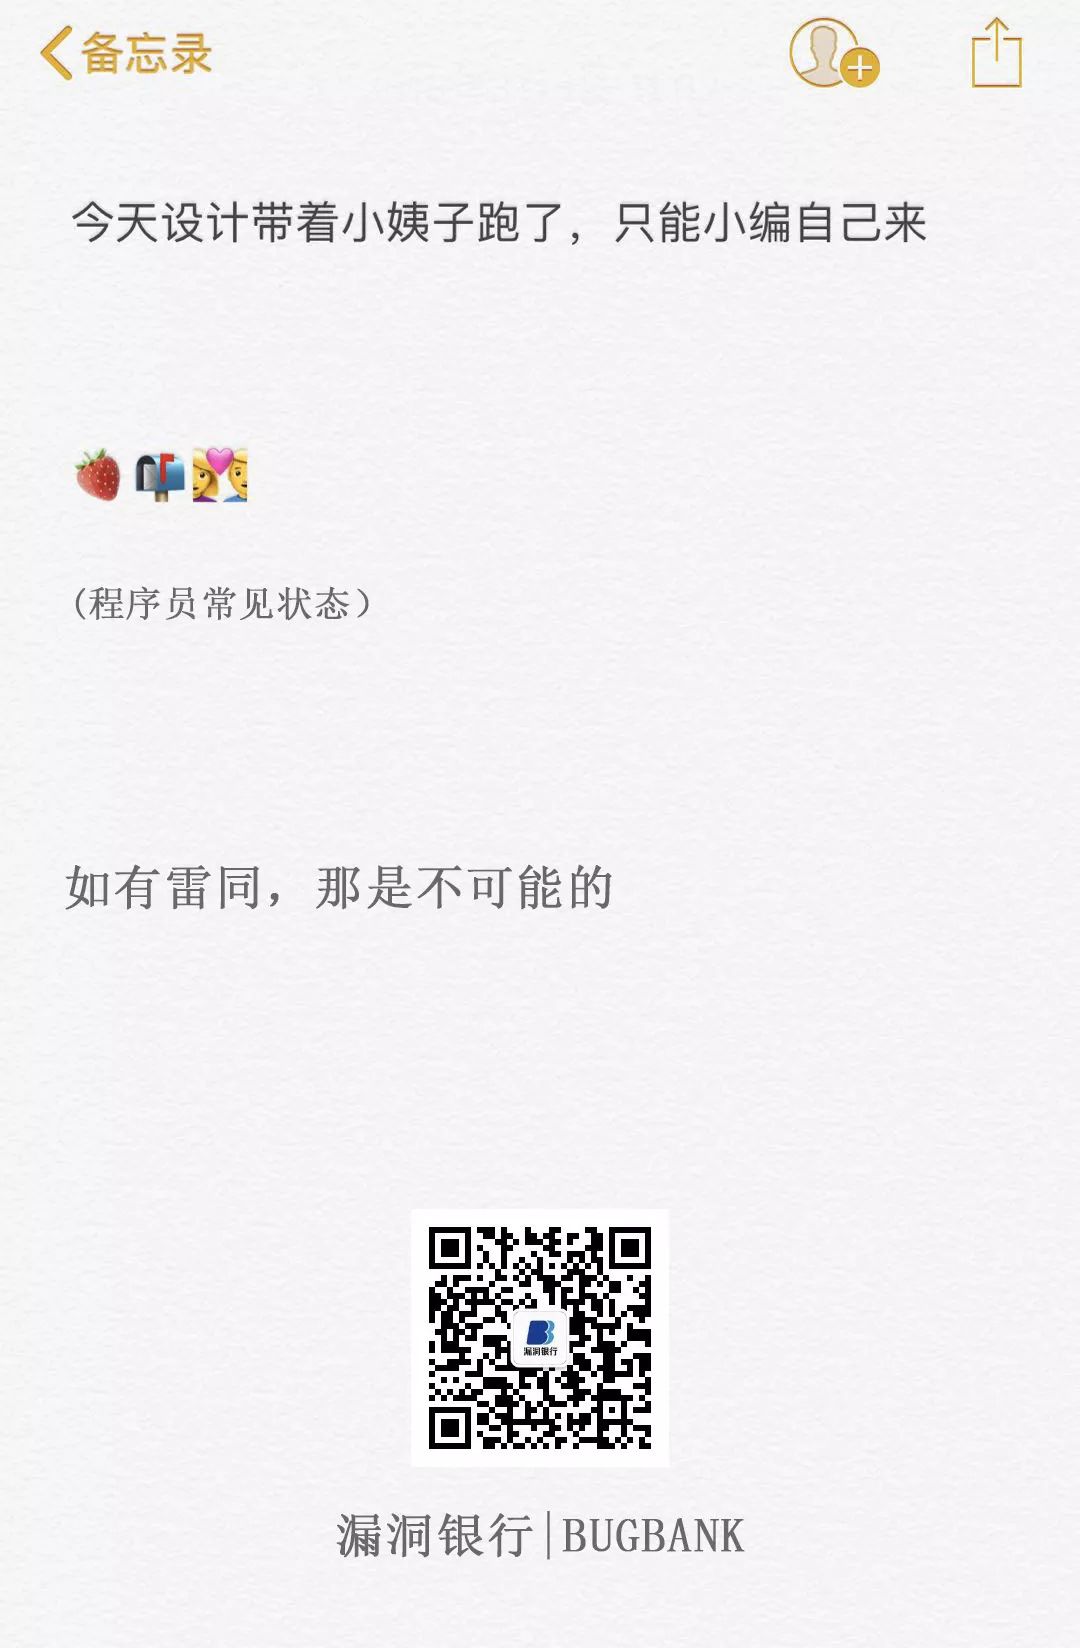 备忘录
今天设计带着小姨子跑了，只能小编自己来
🍓📬💏
(程序员常见状态）
如有雷同，那是不可能的
漏洞银行
漏洞银行|BUGBANK